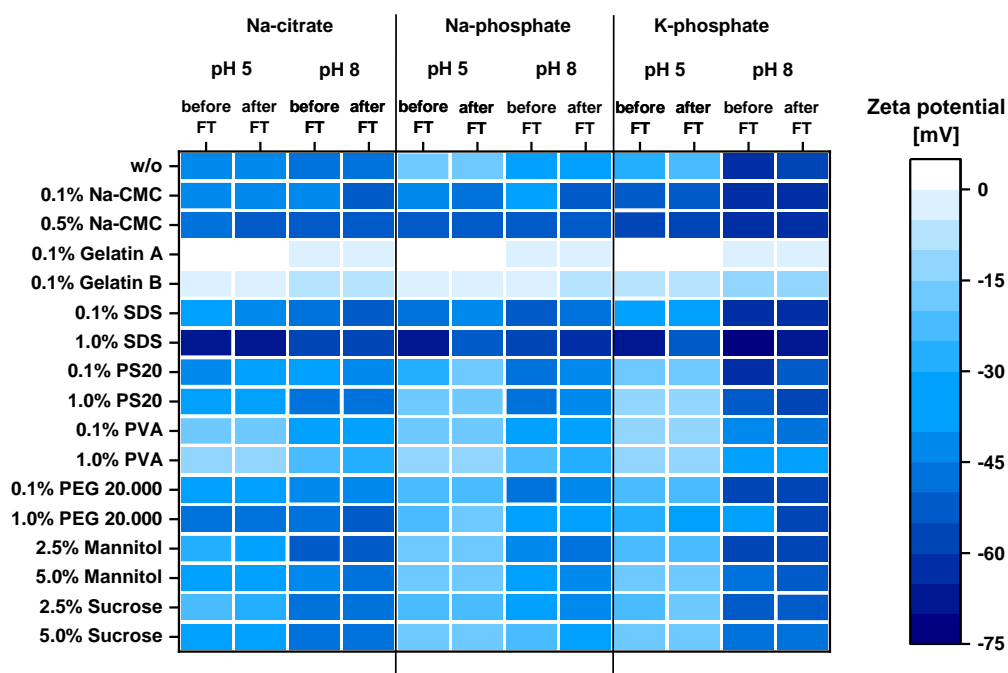 Na-citrate Na-phosphate K-phosphate
pH 5 pH 8 pH 5 pH 8 pH 5 pH 8
before after before after before after before after before after before after
FT FT FT FT FT FT FT FT FT FT FT FT
Zeta potential
[mV]
w/o
0.1% Na-CMC
0.5% Na-CMC
0.1% Gelatin A
0.1% Gelatin B
0.1% SDS
1.0% SDS
0.1% PS20
1.0% PS20
0.1% PVA
1.0% PVA
0.1% PEG 20.000
1.0% PEG 20.000
2.5% Mannitol
5.0% Mannitol
2.5% Sucrose
5.0% Sucrose
0
-15
-30
-45
-60
-75